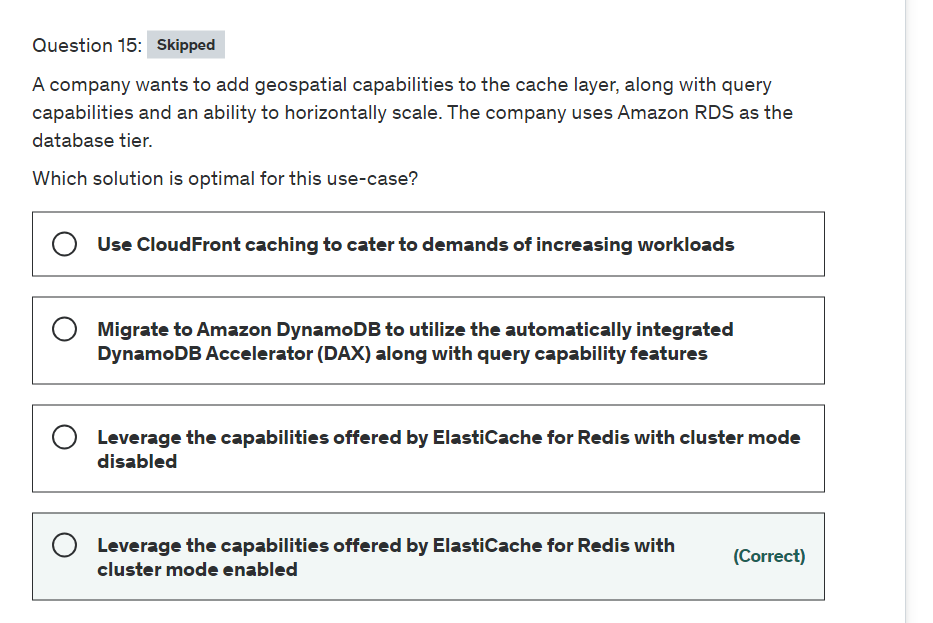 Question 15: Skipped
A company wants to add geospatial capabilities to the cache layer, along with query
capabilities and an ability to horizontally scale. The company uses Amazon RDS as the
database tier.
Which solution is optimal for this use-case?
Use CloudFront caching to cater to demands of increasing workloads
Migrate to Amazon DynamoDB to utilize the automatically integrated
DynamoDB Accelerator (DAX) along with query capability features
Leverage the capabilities offered by ElastiCache for Redis with cluster mode
disabled
Leverage the capabilities offered by ElastiCache for Redis with
cluster mode enabled
(Correct)